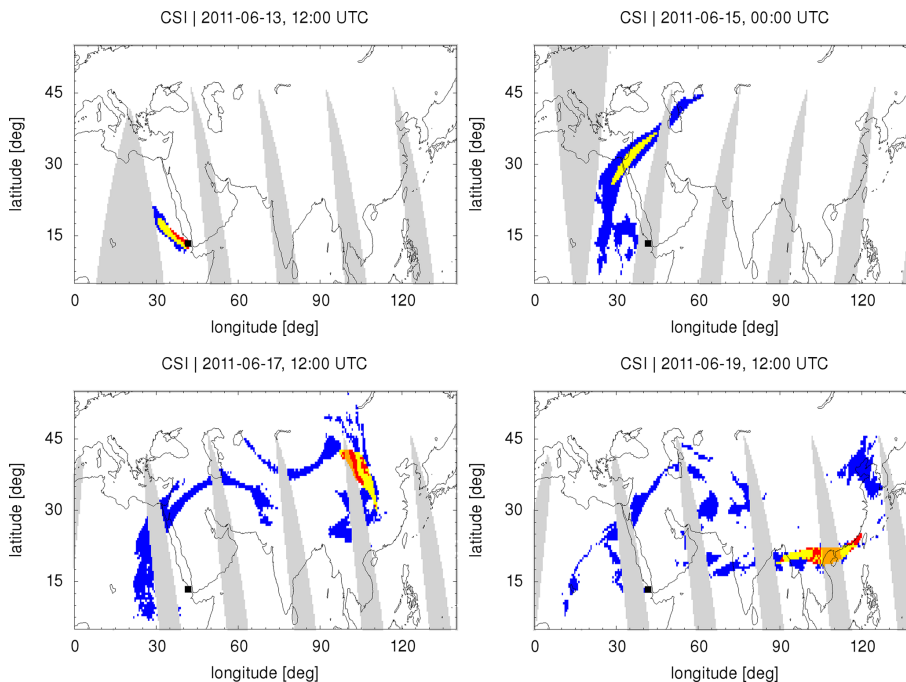 CSI | 2011-06-13, 12:00 UTC
CSI | 2011-06-15, 00:00 UTC
latitude [deg]
45
30
15
0
30
60
90
120
longitude [deg]
latitude [deg]
45
30
15
0
30
60
90
120
longitude [deg]
CSI | 2011-06-17, 12:00 UTC
CSI | 2011-06-19, 12:00 UTC
latitude [deg]
45
30
15
0
30
60
90
120
longitude [deg]
latitude [deg]
45
30
15
0
30
60
90
120
longitude [deg]